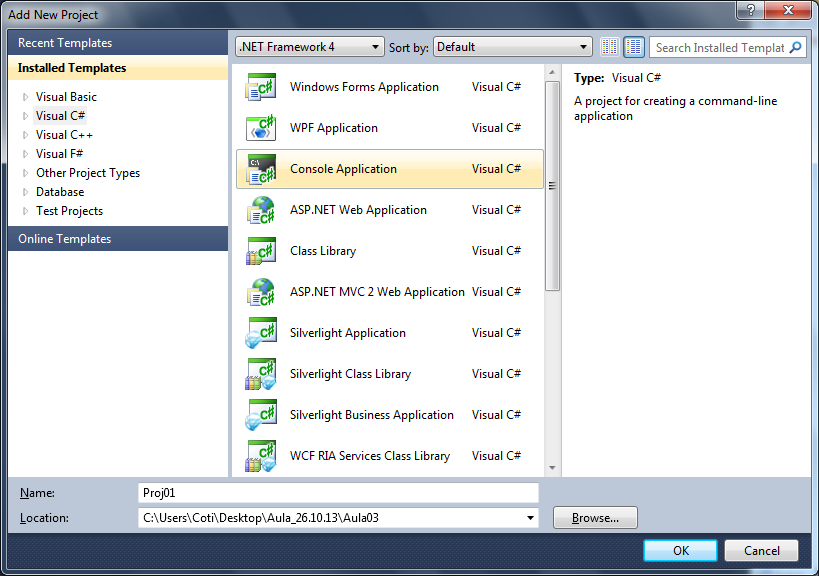 Add New Project
Recent Templates
Installed Templates
Visual Basic
Visual C#
Visual C++
Visual F#
Other Project Types
Database
Test Projects
Online Templates
.NET Framework 4 Sort by: Default Search Installed Templat
Windows Forms Application Visual C#
WPF Application Visual C#
Console Application Visual C#
ASP.NET Web Application Visual C#
Class Library Visual C#
ASP.NET MVC 2 Web Application Visual C#
Silverlight Application Visual C#
Silverlight Class Library Visual C#
Silverlight Business Application Visual C#
WCF RIA Services Class Library Visual C#
Type: Visual C#
A project for creating a command-line
application
Name: Proj01
Location: C:\Users\Coti\Desktop\Aula_26.10.13\Aula03 Browse...
OK Cancel